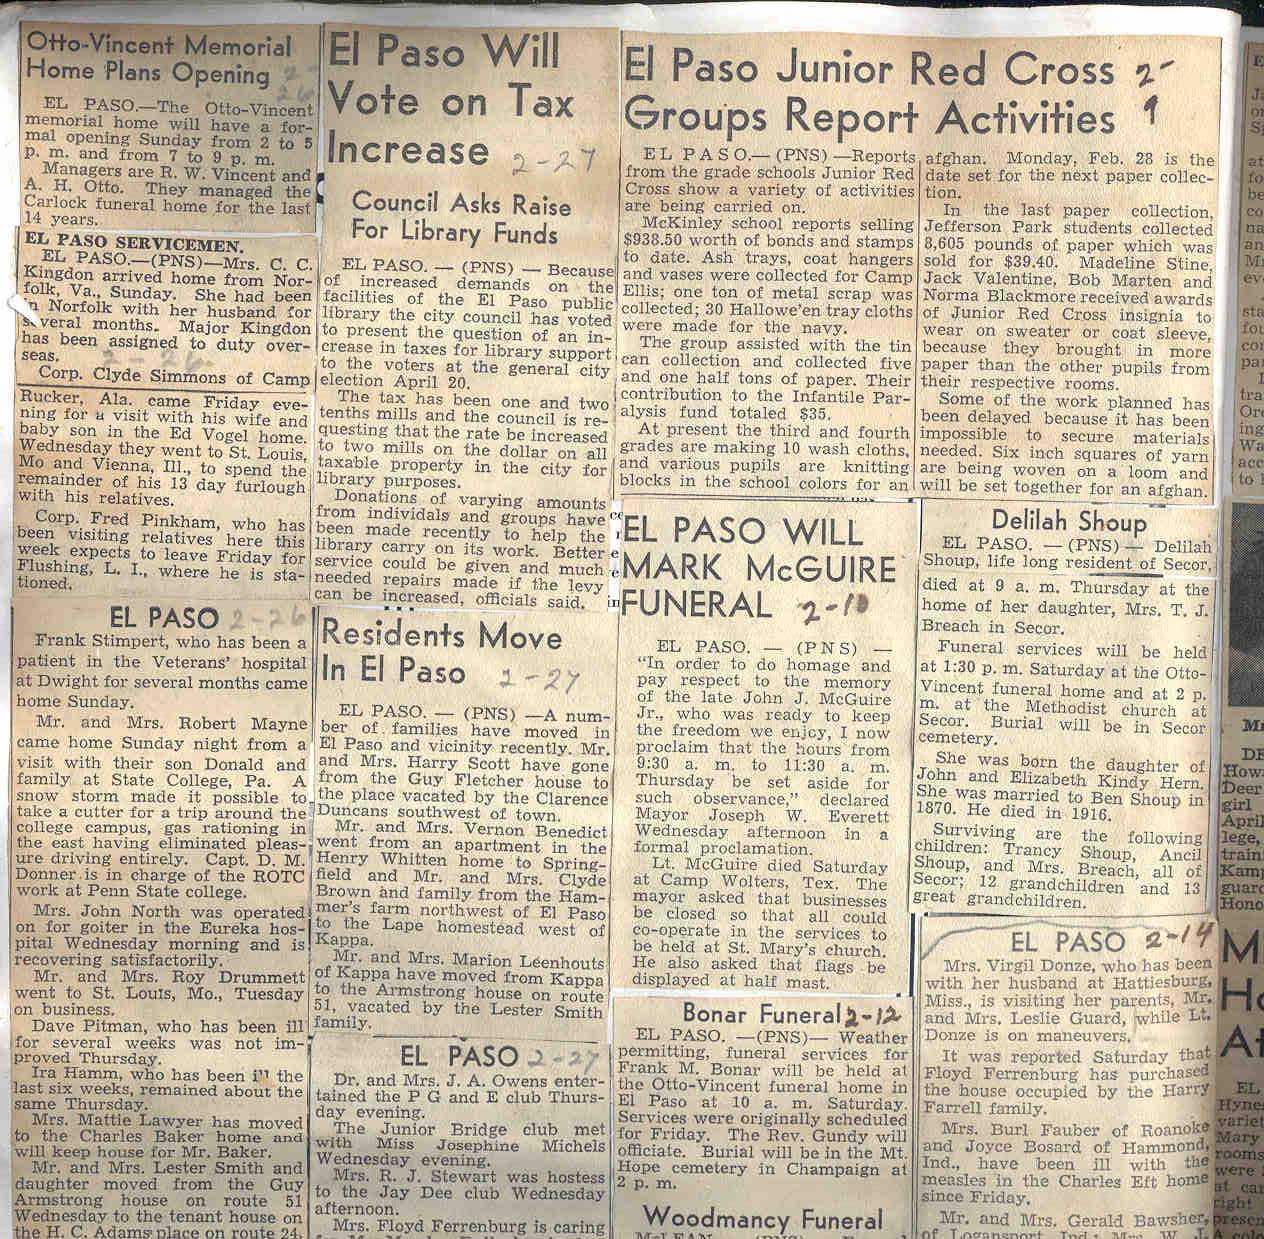 Otto-Vincent Memorial
Home Plans Opening
2
26
EL PASO.—The Otto-Vincent
memorial home will have a for-
mal opening Sunday from 2 to 5
p. m. and from 7 to 9 p. m.
Managers are R. W. Vincent and
A. H. Otto. They managed the
Carlock funeral home for the last
14 years.
EL PASO SERVICEMEN.
EL PASO.—(PNS)—Mrs. C. C.
Kingdon arrived home from Nor-
folk, Va., Sunday. She had been
in Norfolk with her husband for
several months. Major Kingdon
has been assigned to duty over-
seas.
2-26
Corp. Clyde Simmons of Camp
Rucker, Ala. came Friday eve-
ning for a visit with his wife and
baby son in the Ed Vogel home.
Wednesday they went to St. Louis,
Mo and Vienna, Ill., to spend the
remainder of his 13 day furlough
with his relatives.
Corp. Fred Pinkham, who has
been visiting relatives here this
week expects to leave Friday for
Flushing, L. I., where he is sta-
tioned.
EL PASO 2-26
Frank Stimpert, who has been a
patient in the Veterans' hospital
at Dwight for several months came
home Sunday.
Mr. and Mrs. Robert Mayne
came home Sunday night from a
visit with their son Donald and
family at State College, Pa. A
snow storm made it possible to
take a cutter for a trip around the
college campus, gas rationing in
the east having eliminated pleas-
ure driving entirely. Capt. D. M.
Donner is in charge of the ROTC
work at Penn State college.
Mrs. John North was operated
on for goiter in the Eureka hos-
pital Wednesday morning and is
recovering satisfactorily.
Mr. and Mrs. Roy Drummett
went to St. Louis, Mo., Tuesday
on business.
Dave Pitman, who has been ill
for several weeks was not im-
proved Thursday.
Ira Hamm, who has been ill the
last six weeks, remained about the
same Thursday.
Mrs. Mattie Lawyer has moved
to the Charles Baker home and
will keep house for Mr. Baker.
Mr. and Mrs. Lester Smith and
daughter moved from the Guy
Armstrong house on route 51
Wednesday to the tenant house on
the H. C. Adams place on route 24.
El Paso Will
Vote on Tax
Increase 2-27
Council Asks Raise
For Library Funds
EL PASO. — (PNS) — Because
of increased demands on the
facilities of the El Paso public
library the city council has voted
to present the question of an in-
crease in taxes for library support
to the voters at the general city
election April 20.
The tax has been one and two
tenths mills and the council is re-
questing that the rate be increased
to two mills on the dollar on all
taxable property in the city for
library purposes.
Donations of varying amounts
from individals and groups have
been made recently to help the
library carry on its work. Better
service could be given and much
needed repairs made if the levy
can be increased, officials said.
Residents Move
In El Paso 2-27
EL PASO. — (PNS) —A num-
ber of families have moved in
El Paso and vicinity recently. Mr.
and Mrs. Harry Scott have gone
from the Guy Fletcher house to
the place vacated by the Clarence
Duncans southwest of town.
Mr. and Mrs. Vernon Benedict
went from an apartment in the
Henry Whitten home to Spring-
field and Mr. and Mrs. Clyde
Brown and family from the Ham-
mer's farm northwest of El Paso
to the Lape homestead west of
Kappa.
Mr. and Mrs. Marion Leenhouts
of Kappa have moved from Kappa
to the Armstrong house on route
51, vacated by the Lester Smith
family.
EL PASO 2-27
Dr. and Mrs. J. A. Owens enter-
tained the P G and E club Thurs-
day evening.
The Junior Bridge club met
with Miss Josephine Michels
Wednesday evening.
Mrs. R. J. Stewart was hostess
to the Jay Dee club Wednesday
afternoon.
Mrs. Floyd Ferrenburg is caring
El Paso Junior Red Cross
Groups Report Activities
2-
9
EL PASO.— (PNS) —Reports
from the grade schools Junior Red
Cross show a variety of activities
are being carried on.
McKinley school reports selling
$938.50 worth of bonds and stamps
to date. Ash trays, coat hangers
and vases were collected for Camp
Ellis; one ton of metal scrap was
collected; 30 Hallowe'en tray cloths
were made for the navy.
The group assisted with the tin
can collection and collected five
and one half tons of paper. Their
contribution to the Infantile Par-
alysis fund totaled $35.
At present the third and fourth
grades are making 10 wash cloths,
and various pupils are knitting
blocks in the school colors for an
afghan. Monday, Feb. 28 is the
date set for the next paper collec-
tion.
In the last paper collection,
Jefferson Park students collected
8,605 pounds of paper which was
sold for $39.40. Madeline Stine,
Jack Valentine, Bob Marten and
Norma Blackmore received awards
of Junior Red Cross insignia to
wear on sweater or coat sleeve,
because they brought in more
paper than the other pupils from
their respective rooms.
Some of the work planned has
been delayed because it has been
impossible to secure materials
needed. Six inch squares of yarn
are being woven on a loom and
will be set together for an afghan.
EL PASO WILL
MARK McGUIRE
FUNERAL 2-10
EL PASO. — (PNS) —
"In order to do homage and
pay respect to the memory
of the late John J. McGuire
Jr., who was ready to keep
the freedom we enjoy, I now
proclaim that the hours from
9:30 a. m. to 11:30 a. m.
Thursday be set aside for
such observance," declared
Mayor Joseph W. Everett
Wednesday afternoon in a
formal proclamation.
Lt. McGuire died Saturday
at Camp Wolters, Tex. The
mayor asked that businesses
be closed so that all could
co-operate in the services to
be held at St. Mary's church.
He also asked that flags be
displayed at half mast.
Bonar Funeral 2-12
EL PASO. —(PNS)— Weather
permitting, funeral services for
Frank M. Bonar will be held at
the Otto-Vincent funeral home in
El Paso at 10 a. m. Saturday.
Services were originally scheduled
for Friday. The Rev. Gundy will
officiate. Burial will be in the Mt.
Hope cemetery in Champaign at
2 p. m.
Woodmancy Funeral
McLEAN. (PNS)
Delilah Shoup
EL PASO. —(PNS)— Delilah
Shoup, life long resident of Secor,
died at 9 a. m. Thursday at the
home of her daughter, Mrs. T. J.
Breach in Secor.
Funeral services will be held
at 1:30 p. m. Saturday at the Otto-
Vincent funeral home and at 2 p.
m. at the Methodist church at
Secor. Burial will be in Secor
cemetery.
She was born the daughter of
John and Elizabeth Kindy Hern.
She was married to Ben Shoup in
1870. He died in 1916.
Surviving are the following
children: Trancy Shoup, Ancil
Shoup, and Mrs. Breach, all of
Secor; 12 grandchildren and 13
great grandchildren.
EL PASO 2-14
Mrs. Virgil Donze, who has been
with her husband at Hattiesburg,
Miss., is visiting her parents, Mr.
and Mrs. Leslie Guard, while Lt.
Donze is on maneuvers.
It was reported Saturday that
Floyd Ferrenburg has purchased
the house occupied by the Harry
Farrell family.
Mrs. Burl Fauber of Roanoke
and Joyce Bosard of Hammond,
Ind., have been ill with the
measles in the Charles Eft home
since Friday.
Mr. and Mrs. Gerald Bawsher,
of Logansport, Ind.; Mrs. W. J.